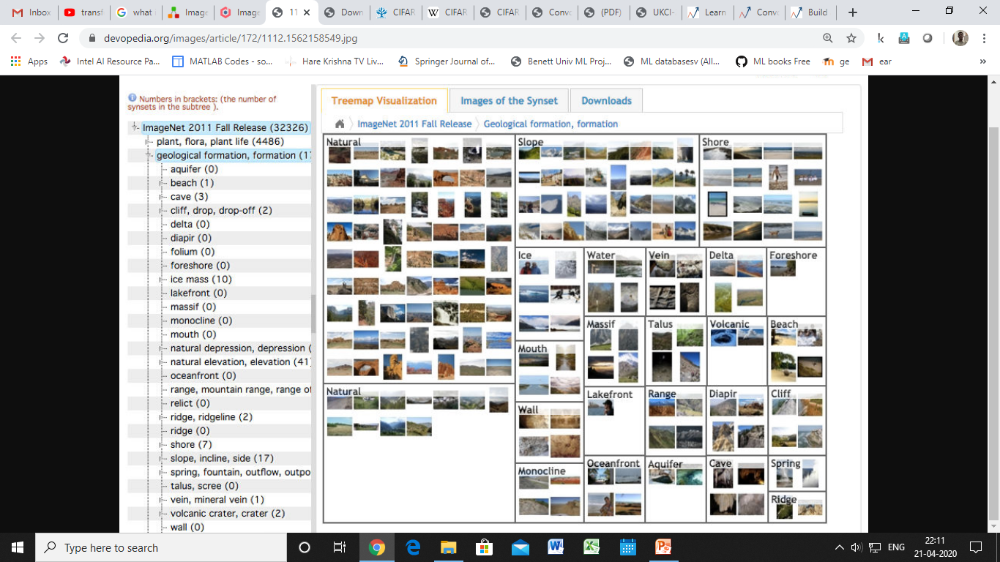 Inbox
transf
what
Image
Image
11
Down
CIFAR
CIFAR
CIFAR
Convo
(PDF)
UKCI-
Learn
Convo
Build
devopedia.org/images/article/172/1112.1562158549.jpg
Apps
Intel AI Resource Pa...
MATLAB Codes - so...
Hare Krishna TV Liv...
Springer Journal of...
Benett Univ ML Proj...
ML databasesv (All...
ML books Free
ge
ear
Numbers in brackets: (the number of
synsets in the subtree ).
ImageNet 2011 Fall Release (32326)
plant, flora, plant life (4486)
geological formation, formation (17
aquifer (0)
beach (1)
cave (3)
cliff, drop, drop-off (2)
delta (0)
diapir (0)
folium (0)
foreshore (0)
ice mass (10)
lakefront (0)
massif (0)
monocline (0)
mouth (0)
natural depression, depression (
natural elevation, elevation (41)
oceanfront (0)
range, mountain range, range of
relict (0)
ridge, ridgeline (2)
ridge (0)
shore (7)
slope, incline, side (17)
spring, fountain, outflow, outpo
talus, scree (0)
vein, mineral vein (1)
volcanic crater, crater (2)
wall (0)
Treemap Visualization
Images of the Synset
Downloads
ImageNet 2011 Fall Release
Geological formation, formation
Natural
Slope
Shore
Ice
Water
Vein
Delta
Foreshore
Massif
Talus
Volcanic
Beach
Mouth
Natural
Lakefront
Range
Diapir
Cliff
Wall
Monocline
Oceanfront
Aquifer
Cave
Spring
Ridge
Type here to search
ENG
22:11
21-04-2020